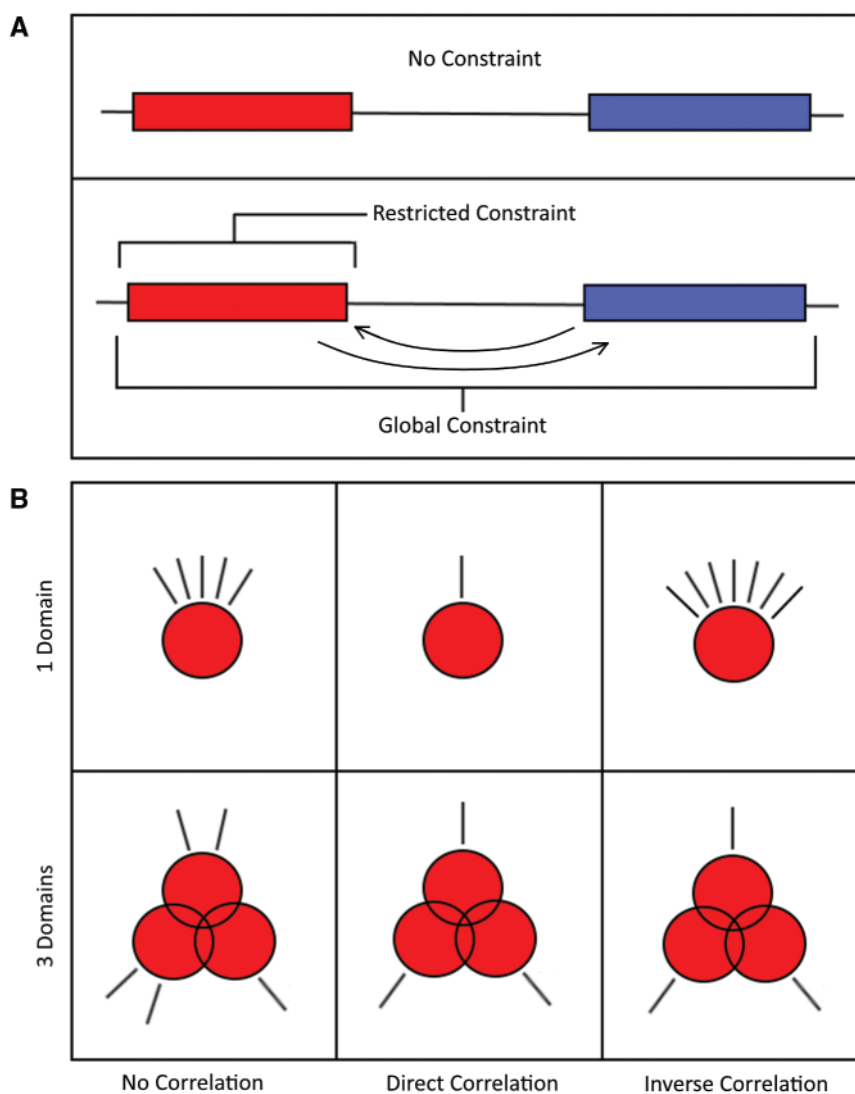 A
No Constraint
Restricted Constraint
Global Constraint
B
1 Domain
3 Domains
No Correlation
Direct Correlation
Inverse Correlation